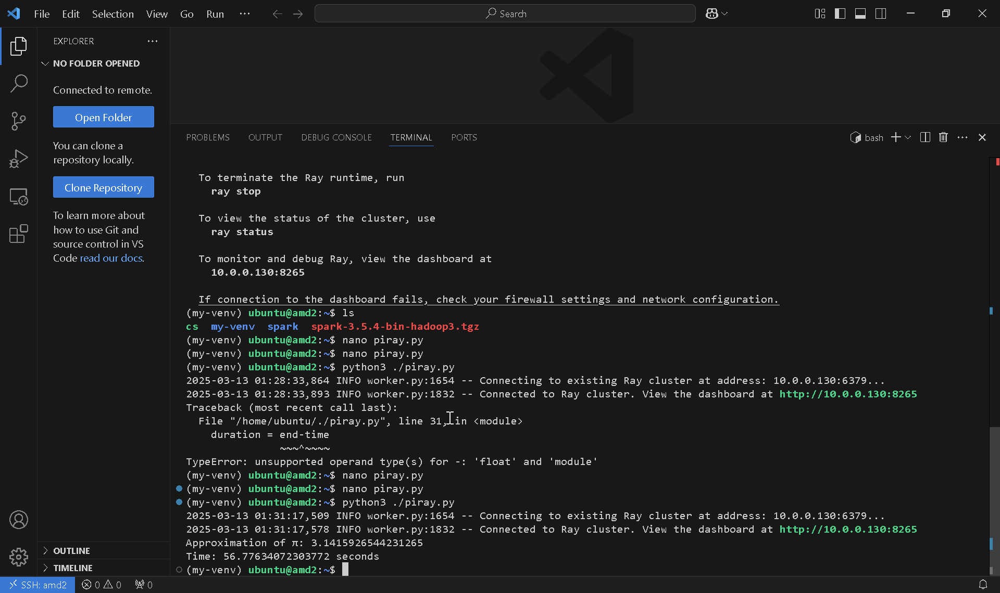 File Edit Selection View Go Run ···
Search
EXPLORER ···
NO FOLDER OPENED
Connected to remote.
Open Folder
You can clone a
repository locally.
Clone Repository
To learn more about
how to use Git and
source control in VS
Code read our docs.
OUTLINE
TIMELINE
PROBLEMS OUTPUT DEBUG CONSOLE TERMINAL PORTS
bash
To terminate the Ray runtime, run
ray stop
To view the status of the cluster, use
ray status
To monitor and debug Ray, view the dashboard at
10.0.0.130:8265
If connection to the dashboard fails, check your firewall settings and network configuration.
(my-venv) ubuntu@amd2:~$ ls
cs my-venv spark spark-3.5.4-bin-hadoop3.tgz
(my-venv) ubuntu@amd2:~$ nano piray.py
(my-venv) ubuntu@amd2:~$ nano piray.py
(my-venv) ubuntu@amd2:~$ python3 ./piray.py
2025-03-13 01:28:33,864 INFO worker.py:1654 -- Connecting to existing Ray cluster at address: 10.0.0.130:6379...
2025-03-13 01:28:33,893 INFO worker.py:1832 -- Connected to Ray cluster. View the dashboard at http://10.0.0.130:8265
Traceback (most recent call last):
File "/home/ubuntu/./piray.py", line 31, in <module>
duration = end-time
~~~^~~~~
TypeError: unsupported operand type(s) for -: 'float' and 'module'
(my-venv) ubuntu@amd2:~$ nano piray.py
(my-venv) ubuntu@amd2:~$ nano piray.py
(my-venv) ubuntu@amd2:~$ python3 ./piray.py
2025-03-13 01:31:17,509 INFO worker.py:1654 -- Connecting to existing Ray cluster at address: 10.0.0.130:6379...
2025-03-13 01:31:17,578 INFO worker.py:1832 -- Connected to Ray cluster. View the dashboard at http://10.0.0.130:8265
Approximation of π: 3.1415926544231265
Time: 56.77634072303772 seconds
(my-venv) ubuntu@amd2:~$
SSH: amd2 0 0 0